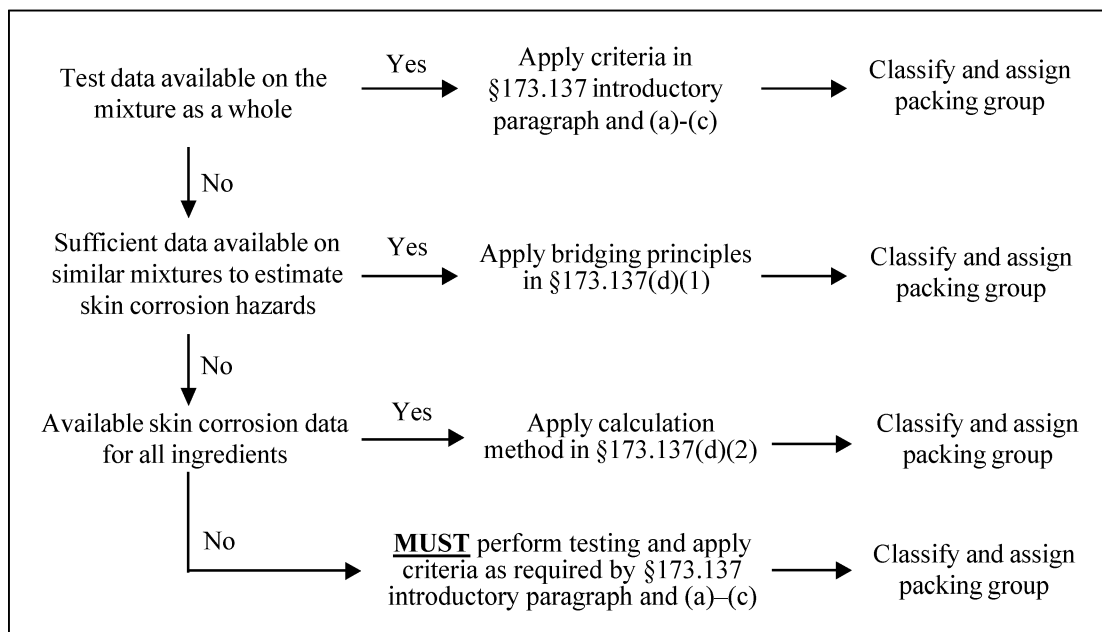 Test data available on the
mixture as a whole
Yes
Apply criteria in
§173.137 introductory
paragraph and (a)-(c)
Classify and assign
packing group
No
Sufficient data available on
similar mixtures to estimate
skin corrosion hazards
Yes
Apply bridging principles
in §173.137(d)(1)
Classify and assign
packing group
No
Available skin corrosion data
for all ingredients
Yes
Apply calculation
method in §173.137(d)(2)
Classify and assign
packing group
No
MUST perform testing and apply
criteria as required by §173.137
introductory paragraph and (a)–(c)
Classify and assign
packing group